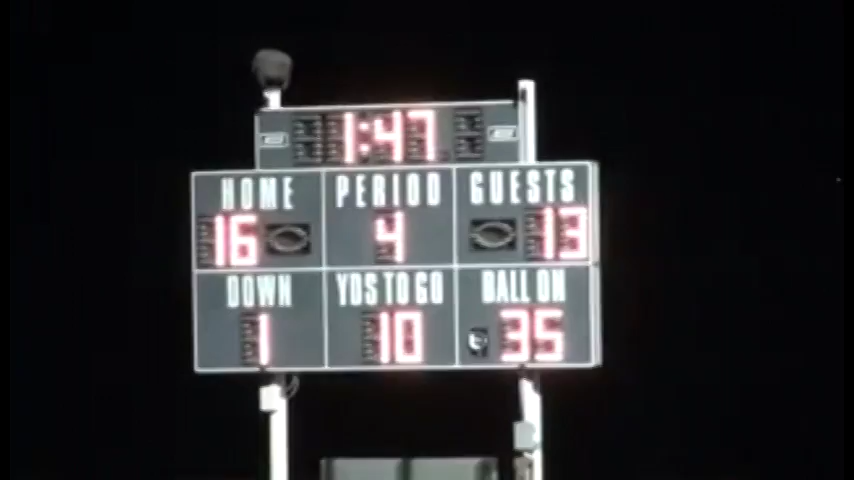 1:47
HOME PERIOD GUESTS
16 4 13
DOWN YDS TO GO BALL ON
1 10 35